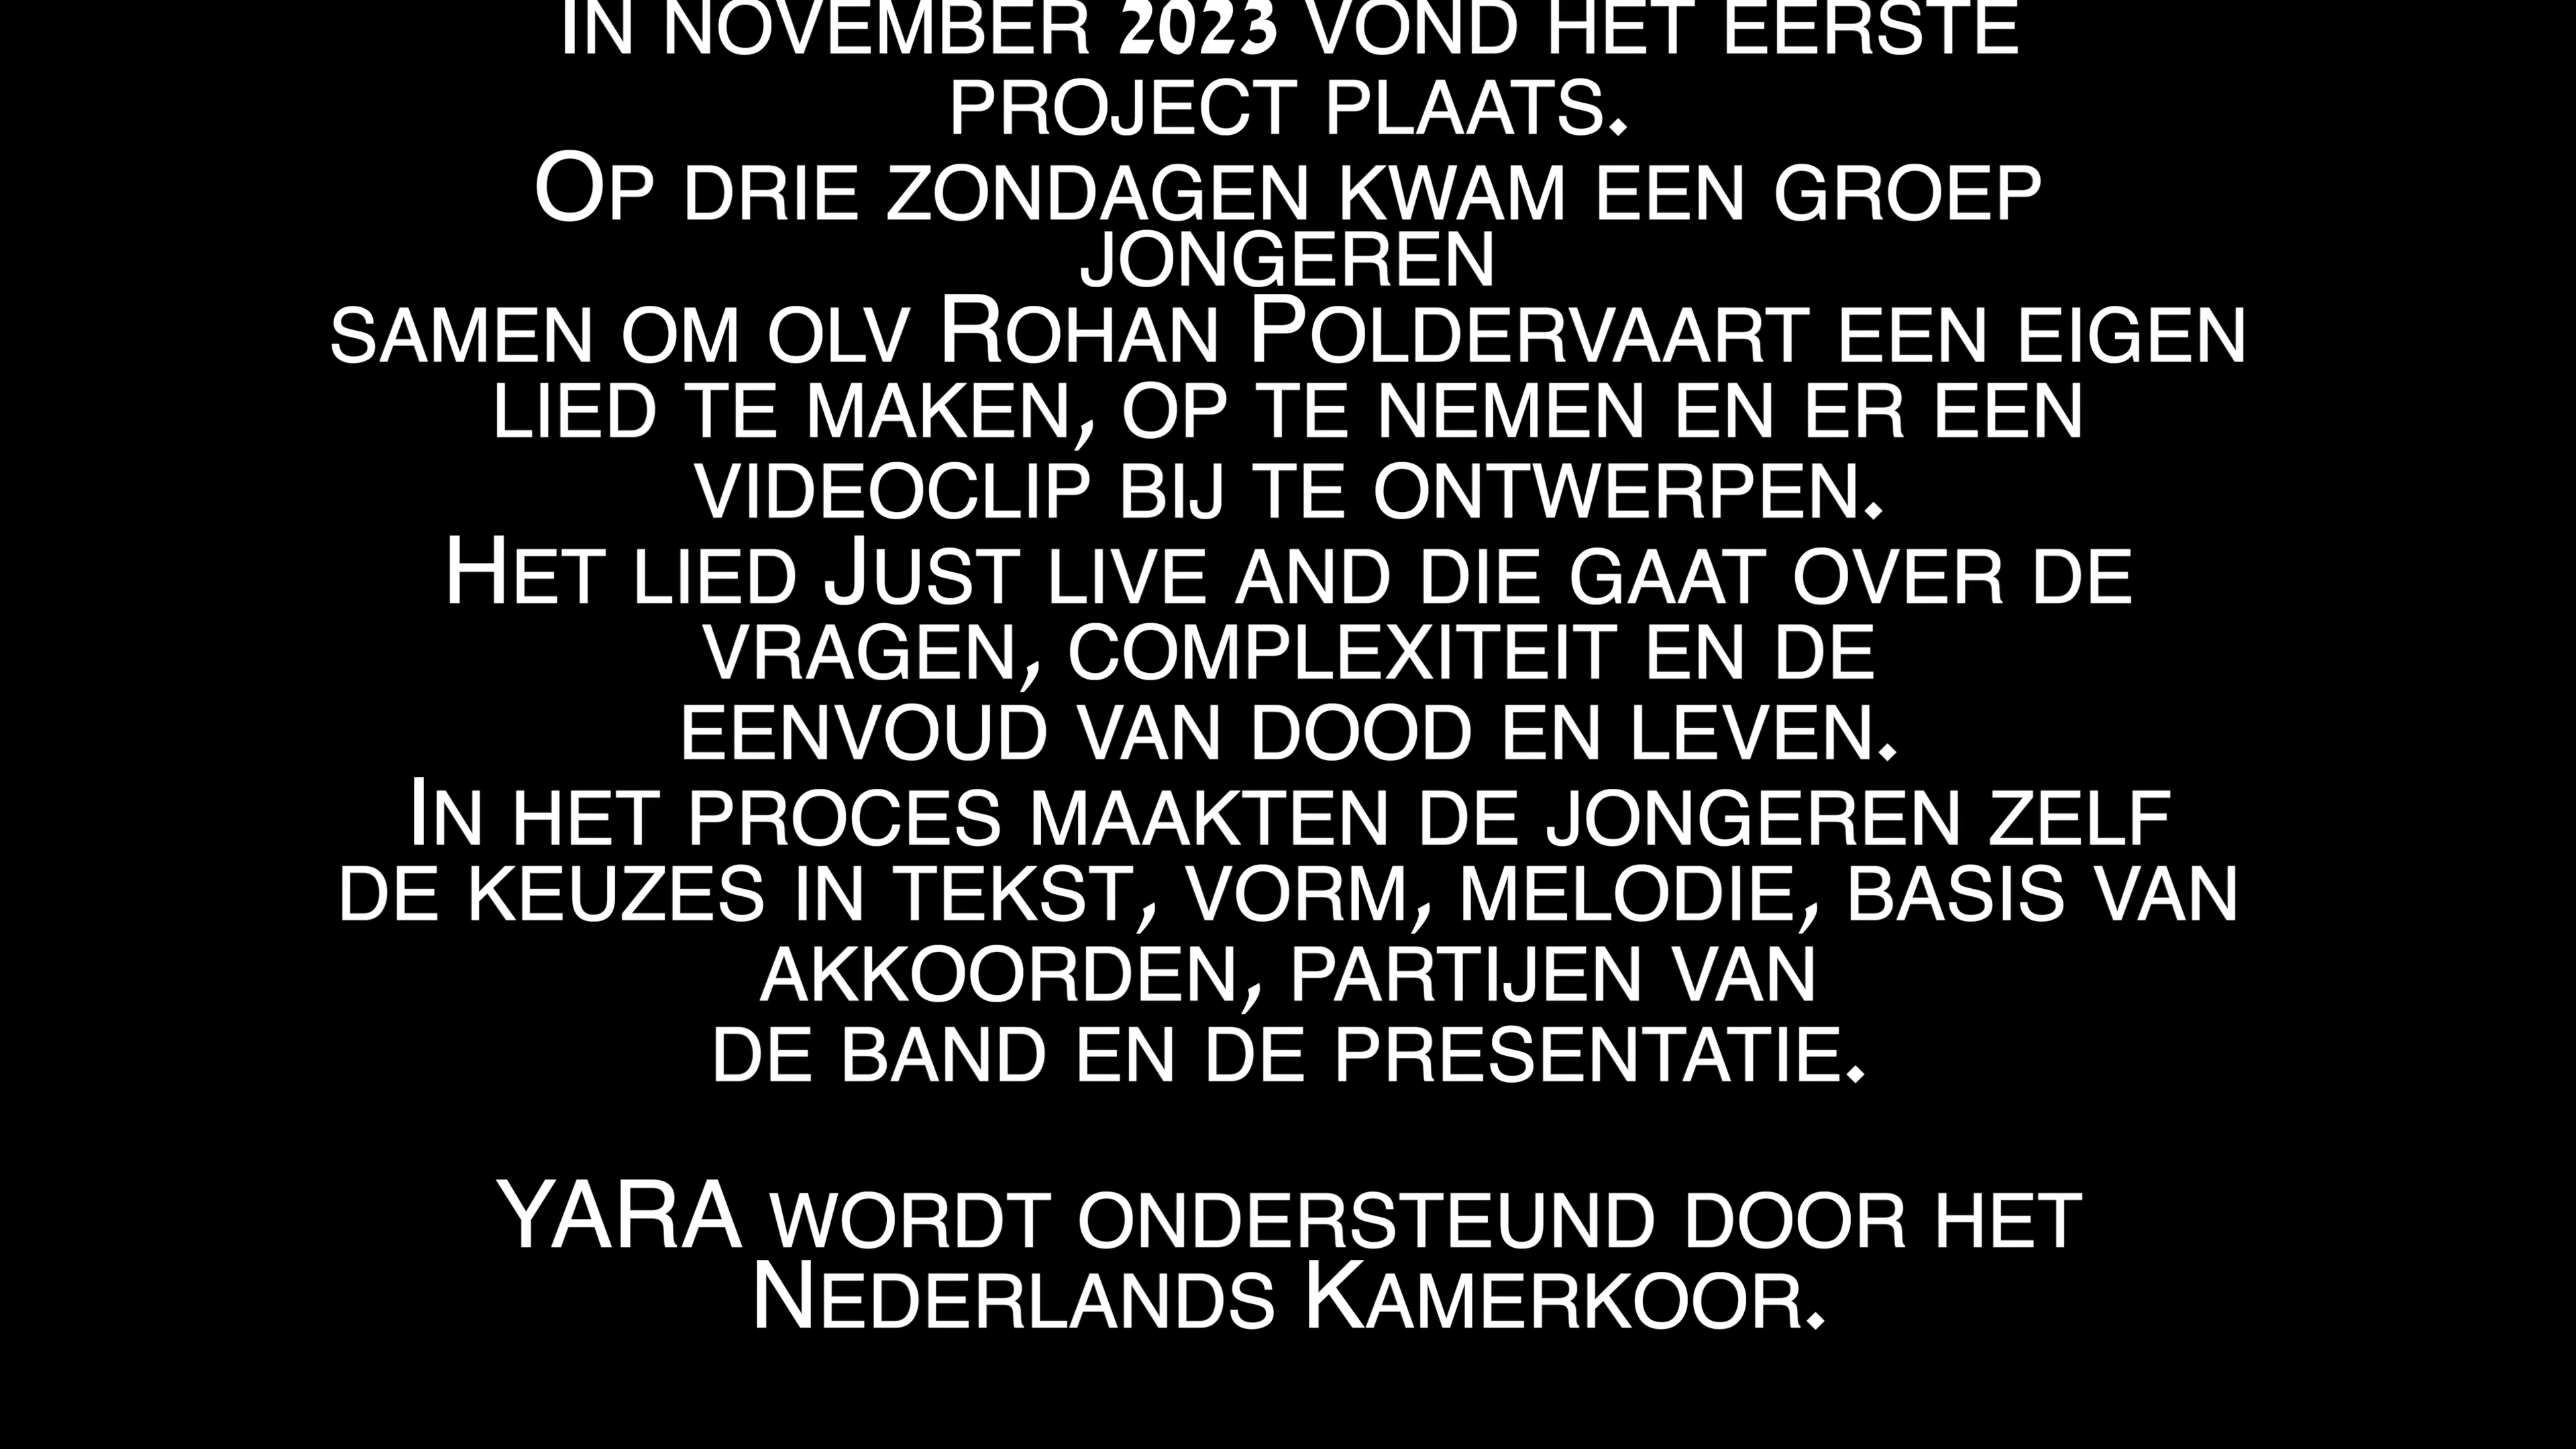 In november 2023 vond het eerste
project plaats.
Op drie zondagen kwam een groep
jongeren
samen om olv Rohan Poldervaart een eigen
lied te maken, op te nemen en er een
videoclip bij te ontwerpen.
Het lied Just live and die gaat over de
vragen, complexiteit en de
eenvoud van dood en leven.
In het proces maakten de jongeren zelf
de keuzes in tekst, vorm, melodie, basis van
akkoorden, partijen van
de band en de presentatie.
YARA wordt ondersteund door het
Nederlands Kamerkoor.